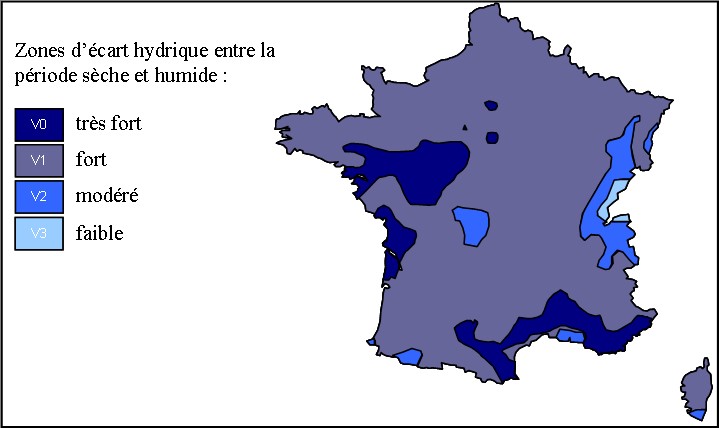 Zones d’écart hydrique entre la
période sèche et humide :
V0 très fort
V1 fort
V2 modéré
V3 faible